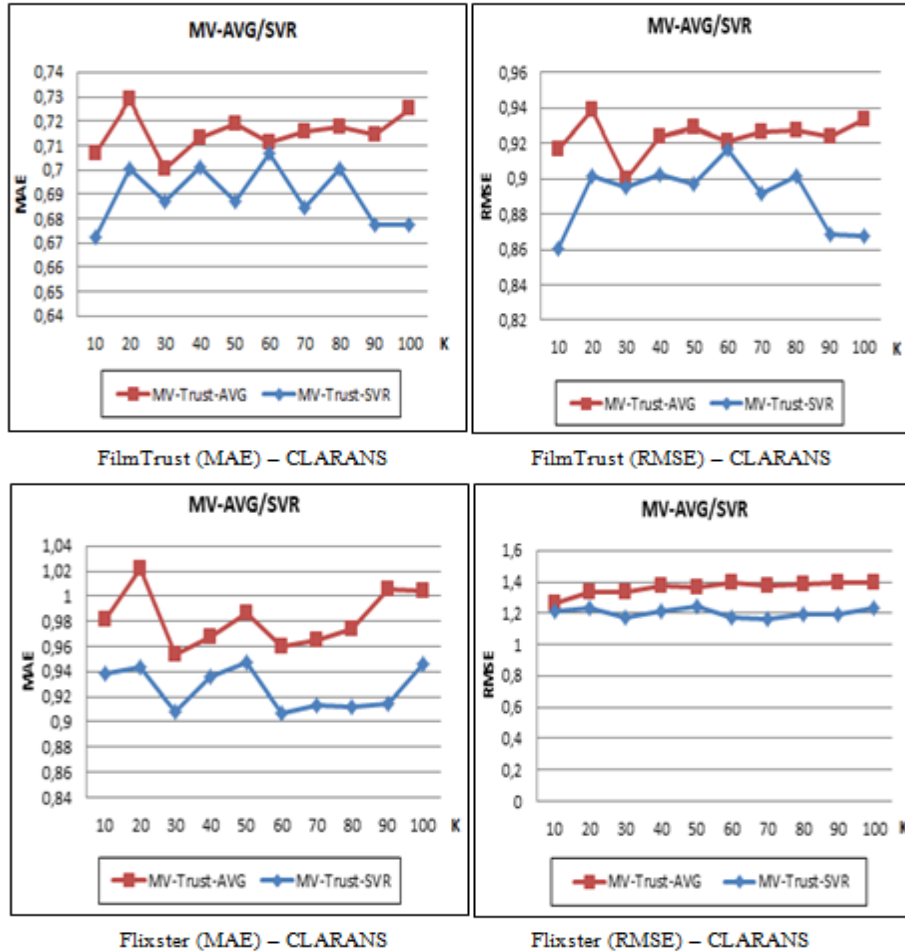 MV-AVG/SVR
0,74
0,73
0,72
0,71
0,7
0,69
0,68
0,67
0,66
0,65
0,64
MAE
10 20 30 40 50 60 70 80 90 100 K
MV-Trust-AVG MV-Trust-SVR
FilmTrust (MAE) – CLARANS
MV-AVG/SVR
0,96
0,94
0,92
0,9
0,88
0,86
0,84
0,82
RMSE
10 20 30 40 50 60 70 80 90 100 K
MV-Trust-AVG MV-Trust-SVR
FilmTrust (RMSE) – CLARANS
MV-AVG/SVR
1,04
1,02
1
0,98
0,96
0,94
0,92
0,9
0,88
0,86
0,84
MAE
10 20 30 40 50 60 70 80 90 100 K
MV-Trust-AVG MV-Trust-SVR
Flixster (MAE) – CLARANS
MV-AVG/SVR
1,6
1,4
1,2
1
0,8
0,6
0,4
0,2
0
RMSE
10 20 30 40 50 60 70 80 90 100 K
MV-Trust-AVG MV-Trust-SVR
Flixster (RMSE) – CLARANS